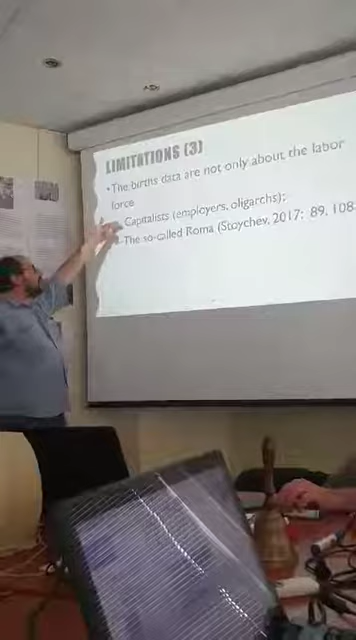 LIMITATIONS (3)
• The births data are not only about the labor
force
Capitalists (employers, oligarchs);
The so-called Roma (Stoychev, 2017: 89, 108